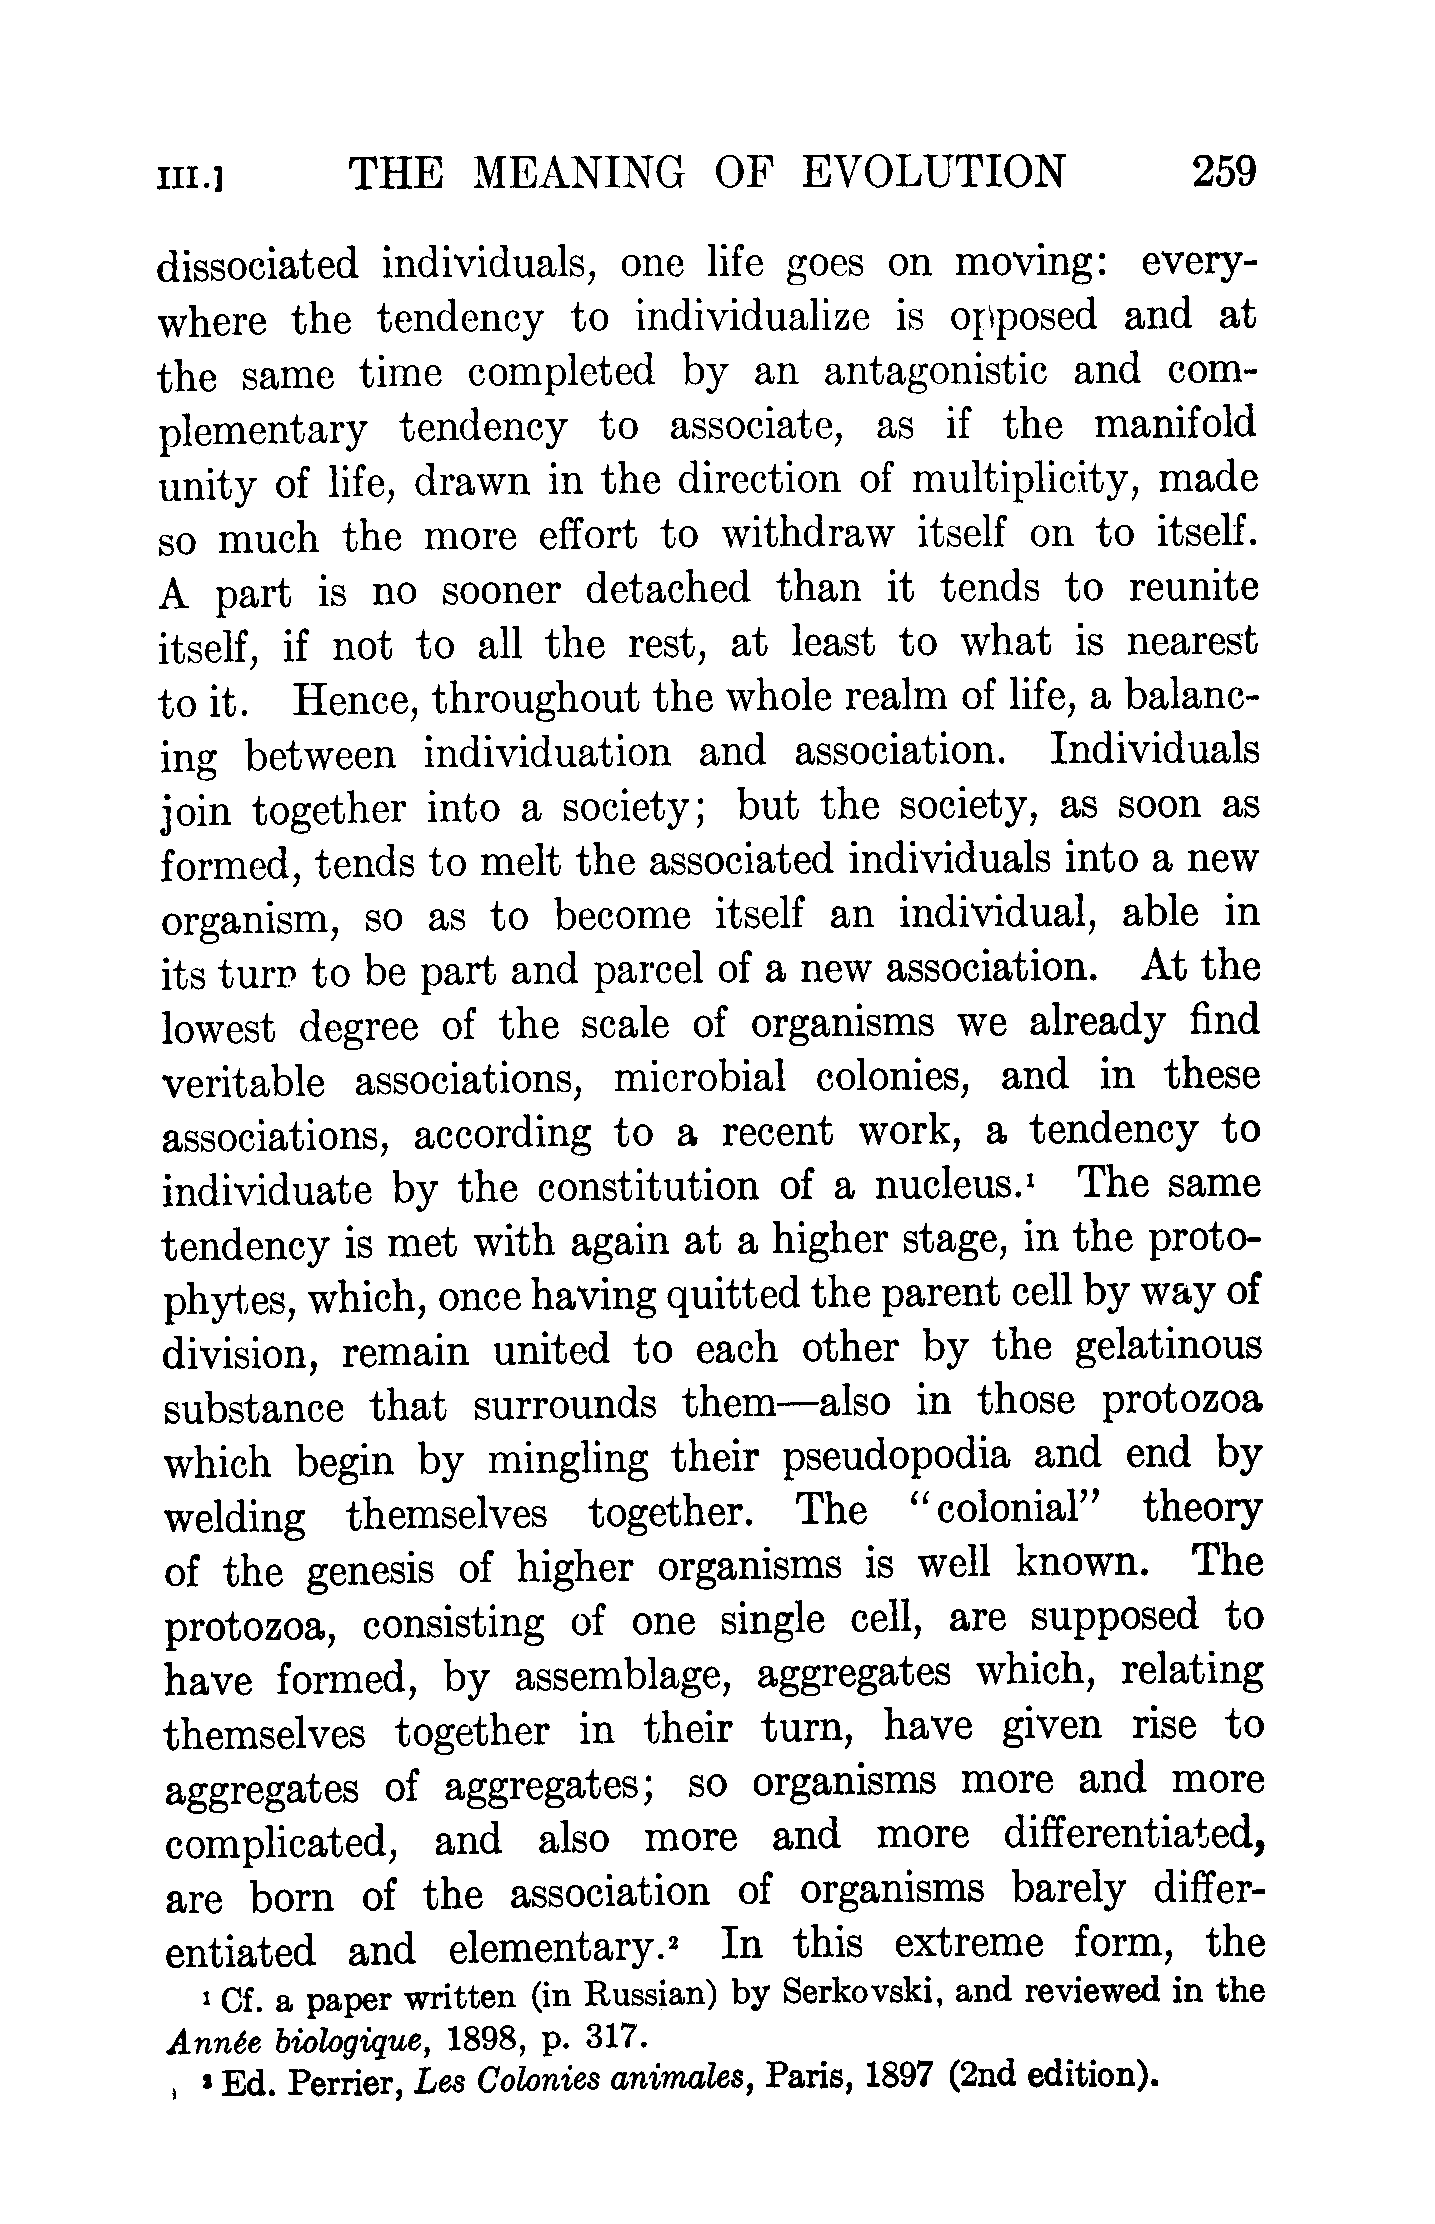 III.] THE MEANING OF EVOLUTION 259
dissociated individuals, one life goes on moving: every-
where the tendency to individualize is opposed and at
the same time completed by an antagonistic and com-
plementary tendency to associate, as if the manifold
unity of life, drawn in the direction of multiplicity, made
so much the more effort to withdraw itself on to itself.
A part is no sooner detached than it tends to reunite
itself, if not to all the rest, at least to what is nearest
to it. Hence, throughout the whole realm of life, a balanc-
ing between individuation and association. Individuals
join together into a society; but the society, as soon as
formed, tends to melt the associated individuals into a new
organism, so as to become itself an individual, able in
its turn to be part and parcel of a new association. At the
lowest degree of the scale of organisms we already find
veritable associations, microbial colonies, and in these
associations, according to a recent work, a tendency to
individuate by the constitution of a nucleus.¹ The same
tendency is met with again at a higher stage, in the proto-
phytes, which, once having quitted the parent cell by way of
division, remain united to each other by the gelatinous
substance that surrounds them—also in those protozoa
which begin by mingling their pseudopodia and end by
welding themselves together. The “colonial” theory
of the genesis of higher organisms is well known. The
protozoa, consisting of one single cell, are supposed to
have formed, by assemblage, aggregates which, relating
themselves together in their turn, have given rise to
aggregates of aggregates; so organisms more and more
complicated, and also more and more differentiated,
are born of the association of organisms barely differ-
entiated and elementary.² In this extreme form, the
¹ Cf. a paper written (in Russian) by Serkovski, and reviewed in the
Année biologique, 1898, p. 317.
² Ed. Perrier, Les Colonies animales, Paris, 1897 (2nd edition).